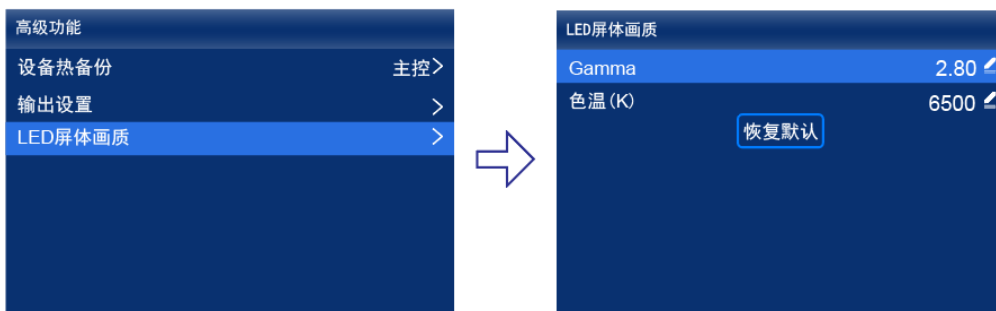 高级功能
设备热备份 主控>
输出设置 >
LED屏体画质 >
LED屏体画质
Gamma 2.80
色温(K) 6500
恢复默认